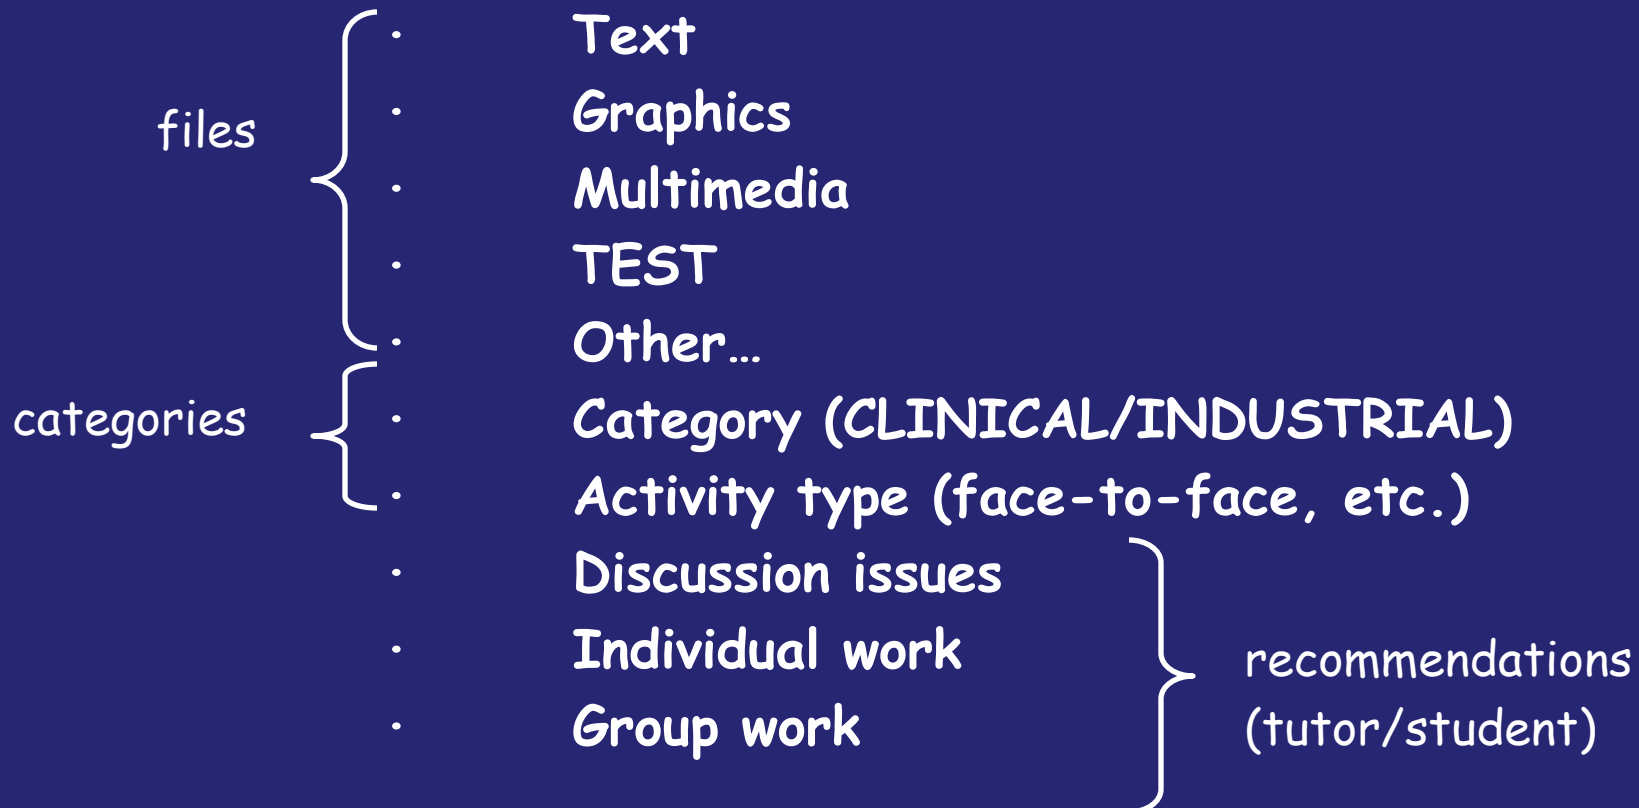 · Text
· Graphics
files
· Multimedia
· TEST
· Other…
· Category (CLINICAL/INDUSTRIAL)
categories
· Activity type (face-to-face, etc.)
· Discussion issues
· Individual work
· Group work
recommendations
(tutor/student)